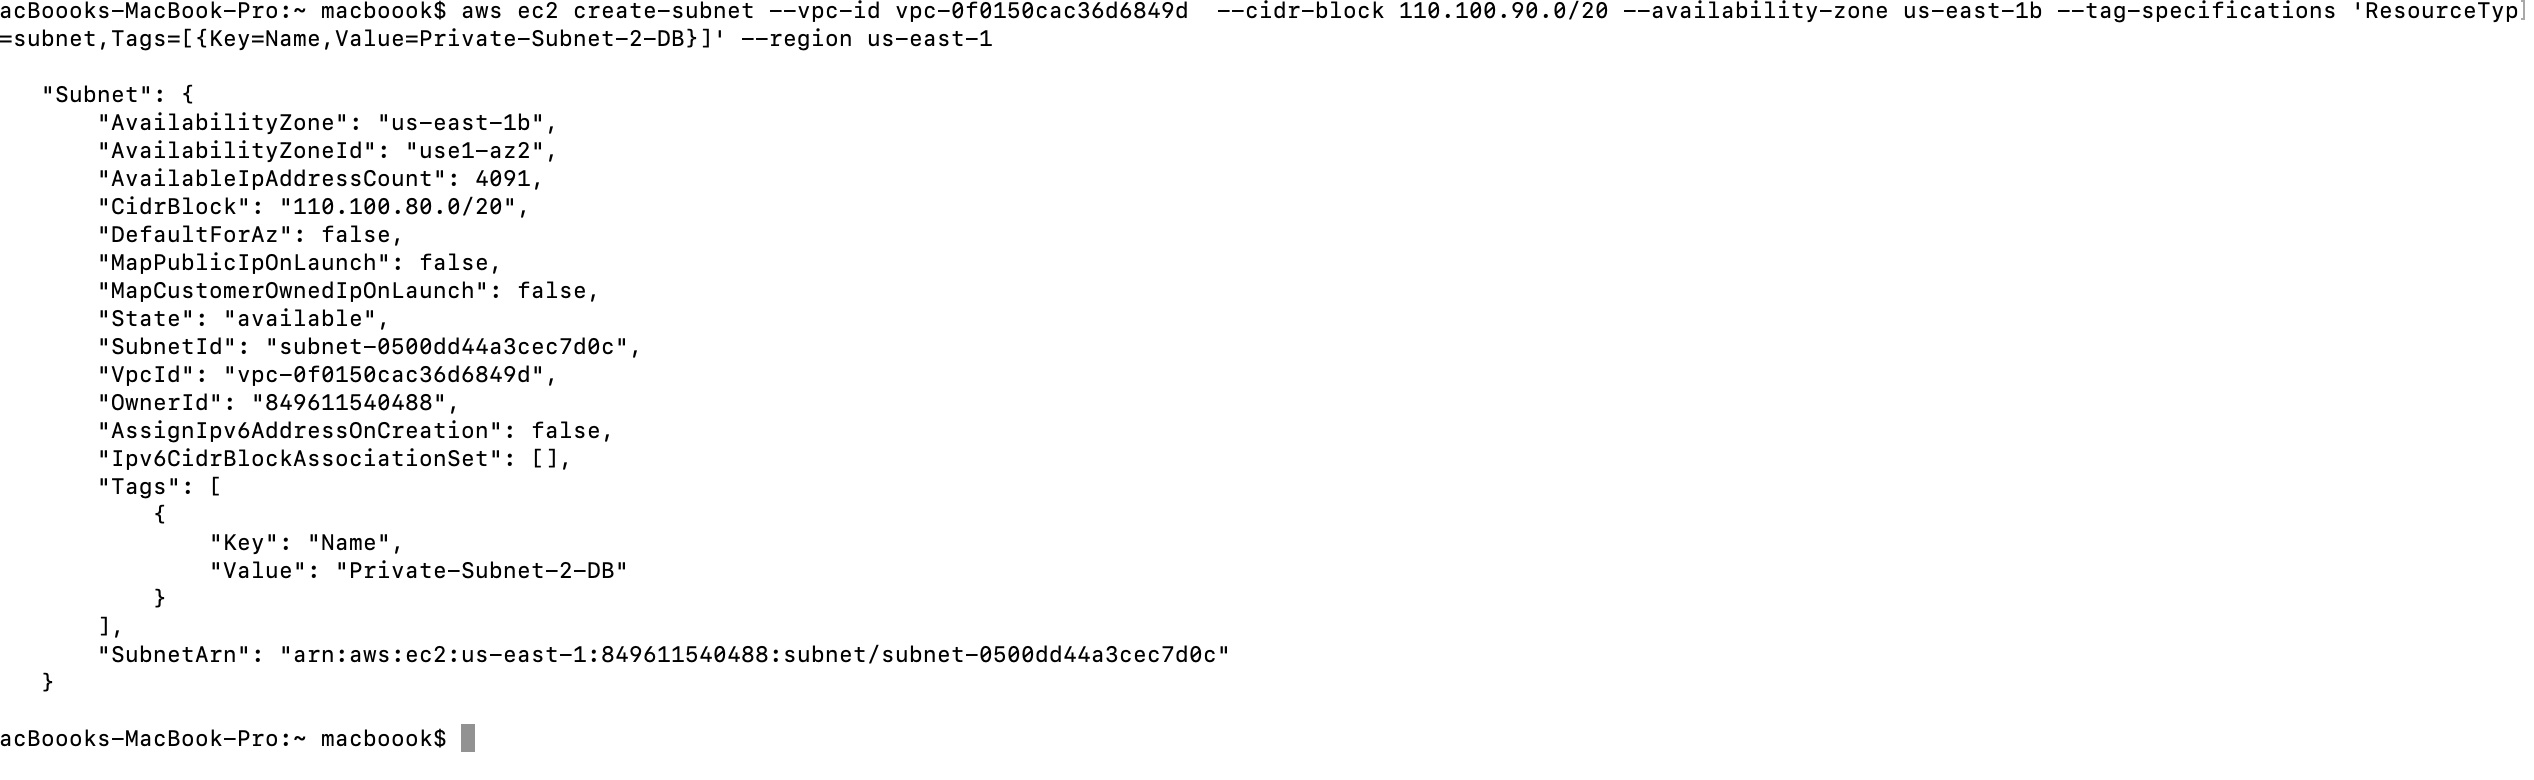 acBoooks-MacBook-Pro:~ macboook$ aws ec2 create-subnet --vpc-id vpc-0f0150cac36d6849d  --cidr-block 110.100.90.0/20 --availability-zone us-east-1b --tag-specifications 'ResourceTyp]
=subnet,Tags=[{Key=Name,Value=Private-Subnet-2-DB}]' --region us-east-1
"Subnet": {
"AvailabilityZone": "us-east-1b",
"AvailabilityZoneId": "use1-az2",
"AvailableIpAddressCount": 4091,
"CidrBlock": "110.100.80.0/20",
"DefaultForAz": false,
"MapPublicIpOnLaunch": false,
"MapCustomerOwnedIpOnLaunch": false,
"State": "available",
"SubnetId": "subnet-0500dd44a3cec7d0c",
"VpcId": "vpc-0f0150cac36d6849d",
"OwnerId": "849611540488",
"AssignIpv6AddressOnCreation": false,
"Ipv6CidrBlockAssociationSet": [],
"Tags": [
{
"Key": "Name",
"Value": "Private-Subnet-2-DB"
}
],
"SubnetArn": "arn:aws:ec2:us-east-1:849611540488:subnet/subnet-0500dd44a3cec7d0c"
}
acBoooks-MacBook-Pro:~ macboook$